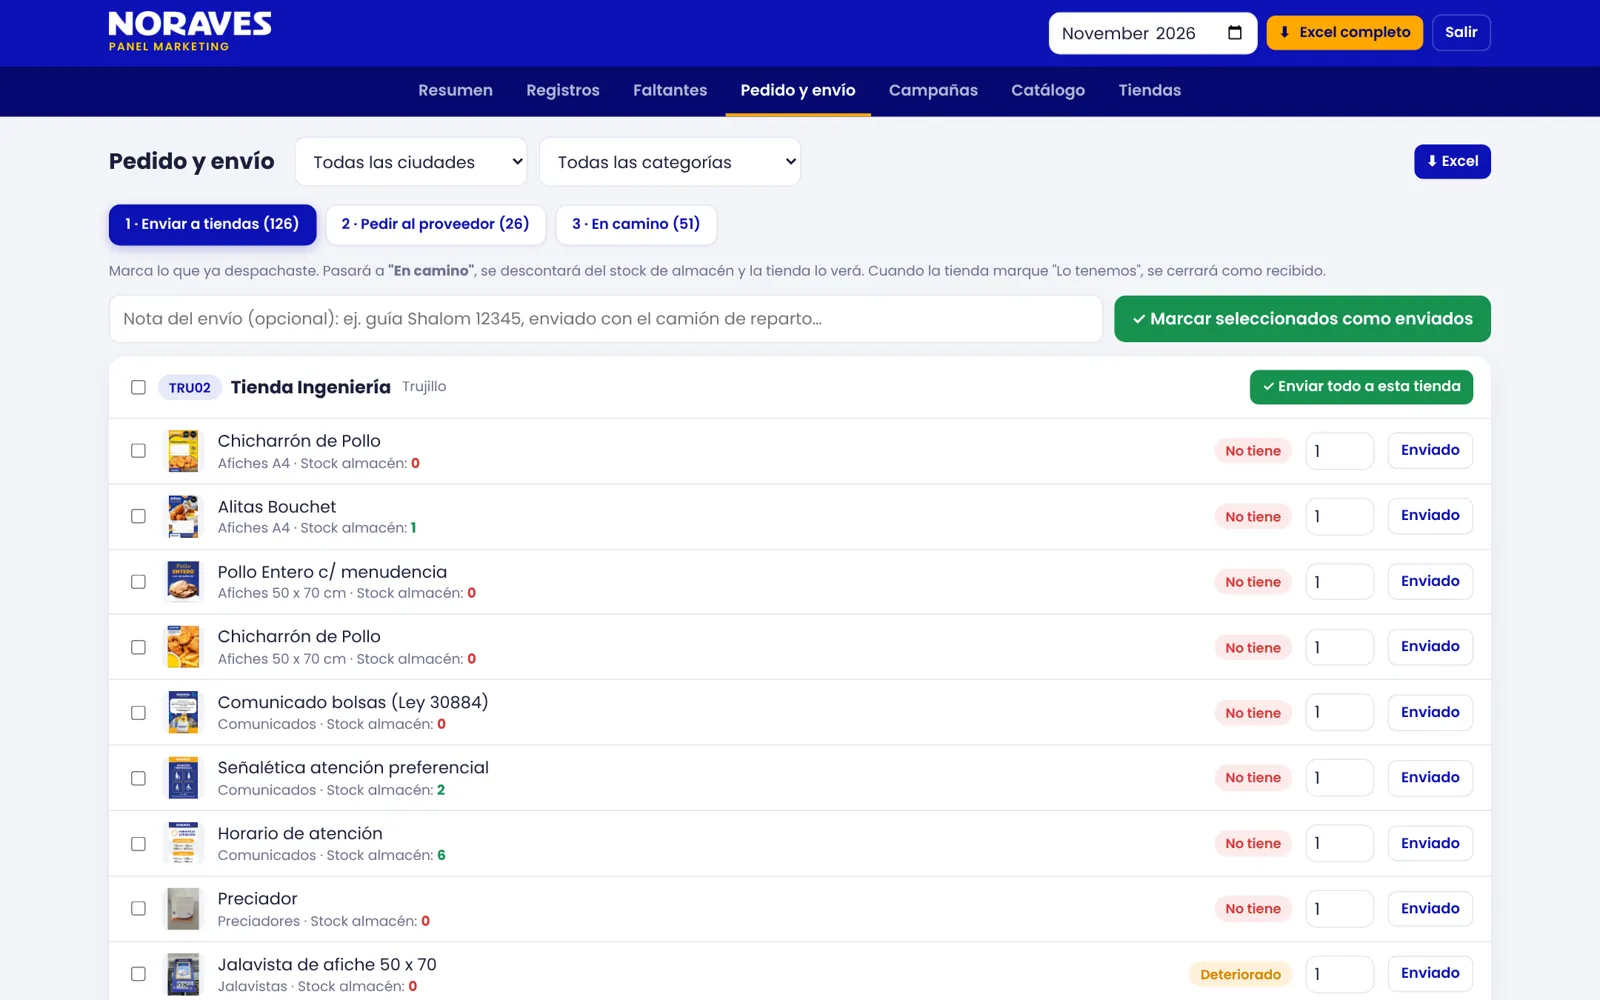 NORAVES
PANEL MARKETING
November 2026
⬇ Excel completo
Salir
Resumen
Registros
Faltantes
Pedido y envío
Campañas
Catálogo
Tiendas
Pedido y envío
Todas las ciudades
Todas las categorías
⬇ Excel
1 · Enviar a tiendas (126)
2 · Pedir al proveedor (26)
3 · En camino (51)
Marca lo que ya despachaste. Pasará a "En camino", se descontará del stock de almacén y la tienda lo verá. Cuando la tienda marque "Lo tenemos", se cerrará como recibido.
Nota del envío (opcional): ej. guía Shalom 12345, enviado con el camión de reparto...
✓ Marcar seleccionados como enviados
TRU02 Tienda Ingeniería Trujillo
✓ Enviar todo a esta tienda
Chicharrón de Pollo
Afiches A4 · Stock almacén: 0
No tiene 1 Enviado
Alitas Bouchet
Afiches A4 · Stock almacén: 1
No tiene 1 Enviado
Pollo Entero c/ menudencia
Afiches 50 x 70 cm · Stock almacén: 0
No tiene 1 Enviado
Chicharrón de Pollo
Afiches 50 x 70 cm · Stock almacén: 0
No tiene 1 Enviado
Comunicado bolsas (Ley 30884)
Comunicados · Stock almacén: 0
No tiene 1 Enviado
Señalética atención preferencial
Comunicados · Stock almacén: 2
No tiene 1 Enviado
Horario de atención
Comunicados · Stock almacén: 6
No tiene 1 Enviado
Preciador
Preciadores · Stock almacén: 0
No tiene 1 Enviado
Jalavista de afiche 50 x 70
Jalavistas · Stock almacén: 0
Deteriorado 1 Enviado